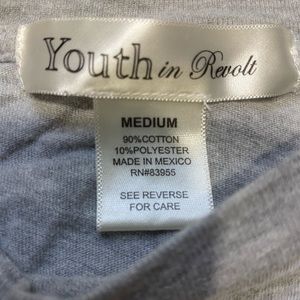 Youth in Revolt
MEDIUM
90%COTTON
10%POLYESTER
MADE IN MEXICO
RN#83955
SEE REVERSE
FOR CARE